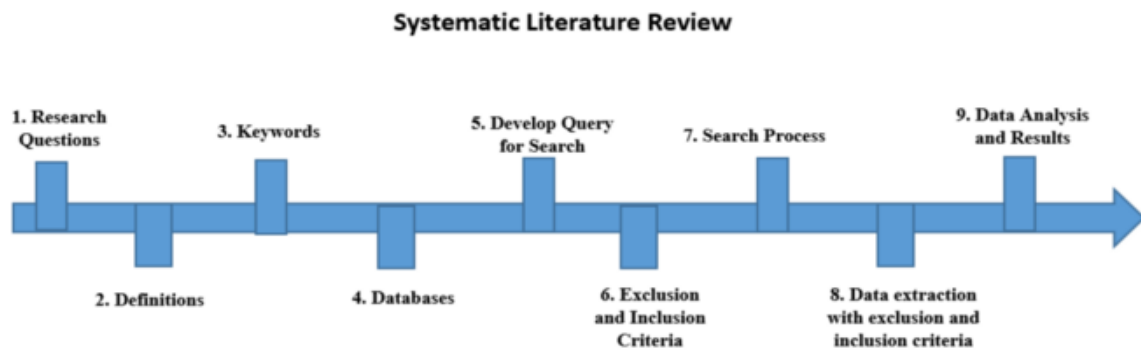 Systematic Literature Review
1. Research
Questions
2. Definitions
3. Keywords
4. Databases
5. Develop Query
for Search
6. Exclusion
and Inclusion
Criteria
7. Search Process
8. Data extraction
with exclusion and
inclusion criteria
9. Data Analysis
and Results